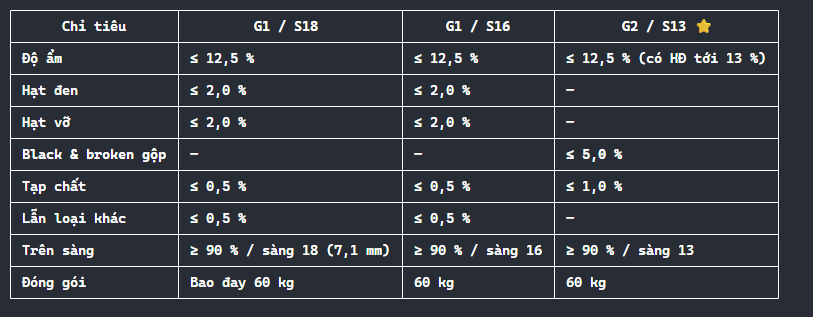 Chỉ tiêu G1 / S18 G1 / S16 G2 / S13 ⭐
Độ ẩm ≤ 12,5 % ≤ 12,5 % ≤ 12,5 % (có HĐ tới 13 %)
Hạt đen ≤ 2,0 % ≤ 2,0 % —
Hạt vỡ ≤ 2,0 % ≤ 2,0 % —
Black & broken gộp — — ≤ 5,0 %
Tạp chất ≤ 0,5 % ≤ 0,5 % ≤ 1,0 %
Lẫn loại khác ≤ 0,5 % ≤ 0,5 % —
Trên sàng ≥ 90 % / sàng 18 (7,1 mm) ≥ 90 % / sàng 16 ≥ 90 % / sàng 13
Đóng gói Bao đay 60 kg 60 kg 60 kg